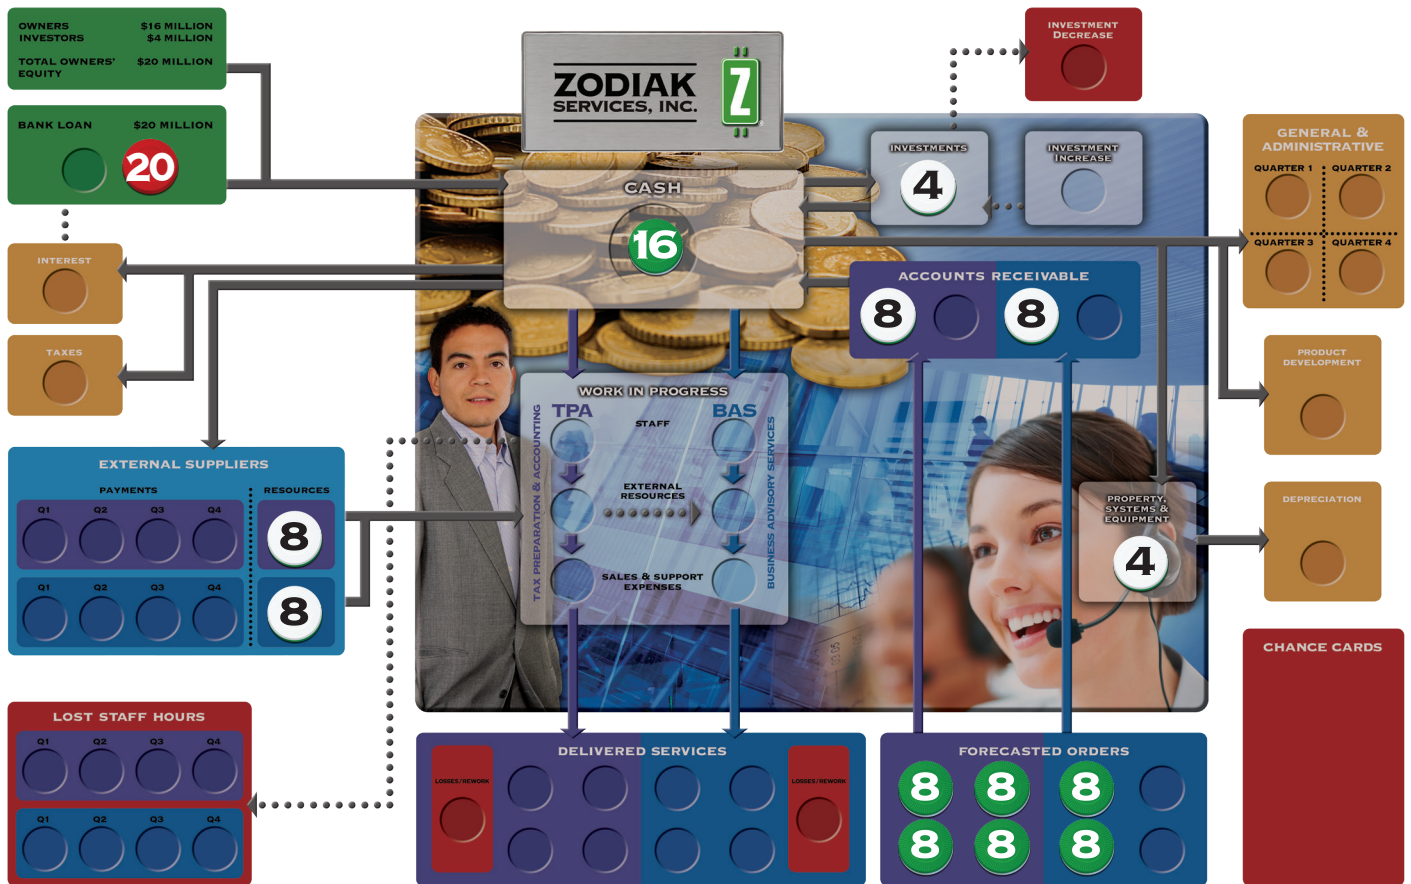 OWNERS $16 MILLION
INVESTORS $4 MILLION
TOTAL OWNERS' $20 MILLION
EQUITY
BANK LOAN $20 MILLION
20
INTEREST
TAXES
ZODIAK
SERVICES, INC.
Z
CASH
16
INVESTMENTS
4
INVESTMENT
INCREASE
INVESTMENT
DECREASE
GENERAL &
ADMINISTRATIVE
QUARTER 1 QUARTER 2
QUARTER 3 QUARTER 4
ACCOUNTS RECEIVABLE
8 8
PRODUCT
DEVELOPMENT
WORK IN PROGRESS
TPA BAS
TAX PREPARATION & ACCOUNTING
BUSINESS ADVISORY SERVICES
STAFF
EXTERNAL
RESOURCES
SALES & SUPPORT
EXPENSES
PROPERTY,
SYSTEMS &
EQUIPMENT
4
DEPRECIATION
EXTERNAL SUPPLIERS
PAYMENTS RESOURCES
Q1 Q2 Q3 Q4
8
Q1 Q2 Q3 Q4
8
CHANCE CARDS
LOST STAFF HOURS
Q1 Q2 Q3 Q4
Q1 Q2 Q3 Q4
DELIVERED SERVICES
LOSSES/REWORK LOSSES/REWORK
FORECASTED ORDERS
8 8 8
8 8 8